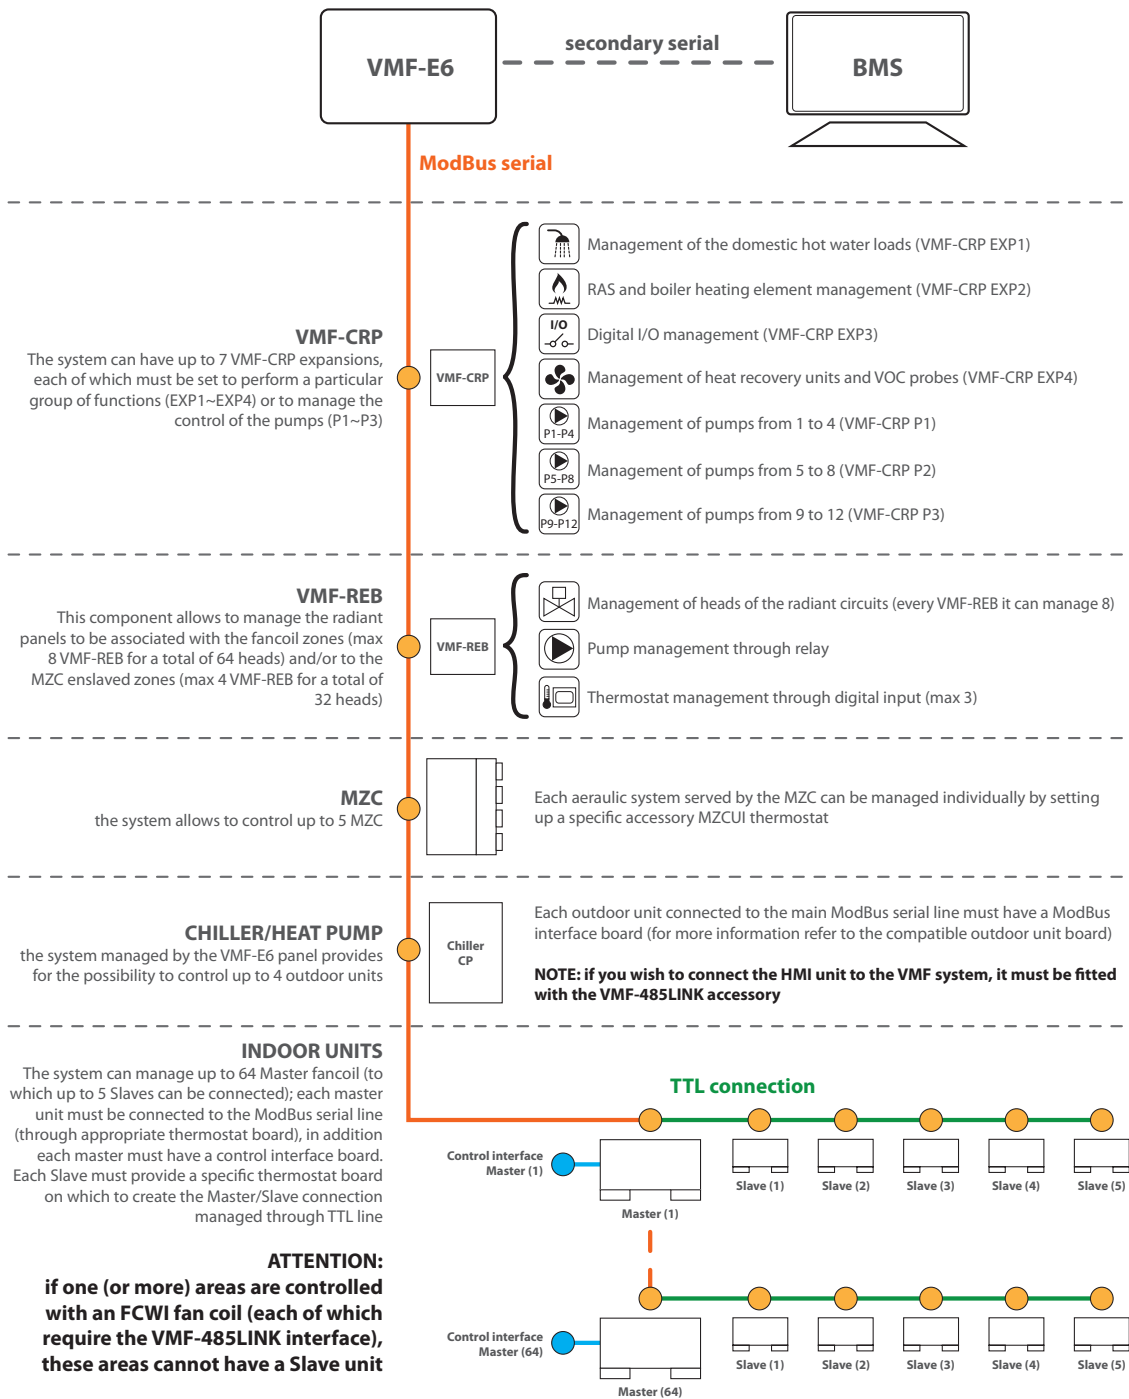 VMF-E6
secondary serial
BMS
ModBus serial
VMF-CRP
The system can have up to 7 VMF-CRP expansions,
each of which must be set to perform a particular
group of functions (EXP1~EXP4) or to manage the
control of the pumps (P1~P3)
VMF-CRP
Management of the domestic hot water loads (VMF-CRP EXP1)
RAS and boiler heating element management (VMF-CRP EXP2)
I/O
Digital I/O management (VMF-CRP EXP3)
Management of heat recovery units and VOC probes (VMF-CRP EXP4)
P1-P4
Management of pumps from 1 to 4 (VMF-CRP P1)
P5-P8
Management of pumps from 5 to 8 (VMF-CRP P2)
P9-P12
Management of pumps from 9 to 12 (VMF-CRP P3)
VMF-REB
This component allows to manage the radiant
panels to be associated with the fancoil zones (max
8 VMF-REB for a total of 64 heads) and/or to the
MZC enslaved zones (max 4 VMF-REB for a total of
32 heads)
VMF-REB
Management of heads of the radiant circuits (every VMF-REB it can manage 8)
Pump management through relay
Thermostat management through digital input (max 3)
MZC
the system allows to control up to 5 MZC
Each aeraulic system served by the MZC can be managed individually by setting
up a specific accessory MZCUI thermostat
CHILLER/HEAT PUMP
the system managed by the VMF-E6 panel provides
for the possibility to control up to 4 outdoor units
Chiller
CP
Each outdoor unit connected to the main ModBus serial line must have a ModBus
interface board (for more information refer to the compatible outdoor unit board)
NOTE: if you wish to connect the HMI unit to the VMF system, it must be fitted
with the VMF-485LINK accessory
INDOOR UNITS
The system can manage up to 64 Master fancoil (to
which up to 5 Slaves can be connected); each master
unit must be connected to the ModBus serial line
(through appropriate thermostat board), in addition
each master must have a control interface board.
Each Slave must provide a specific thermostat board
on which to create the Master/Slave connection
managed through TTL line
ATTENTION:
if one (or more) areas are controlled
with an FCWI fan coil (each of which
require the VMF-485LINK interface),
these areas cannot have a Slave unit
TTL connection
Control interface
Master (1)
Master (1)
Slave (1)
Slave (2)
Slave (3)
Slave (4)
Slave (5)
Control interface
Master (64)
Master (64)
Slave (1)
Slave (2)
Slave (3)
Slave (4)
Slave (5)